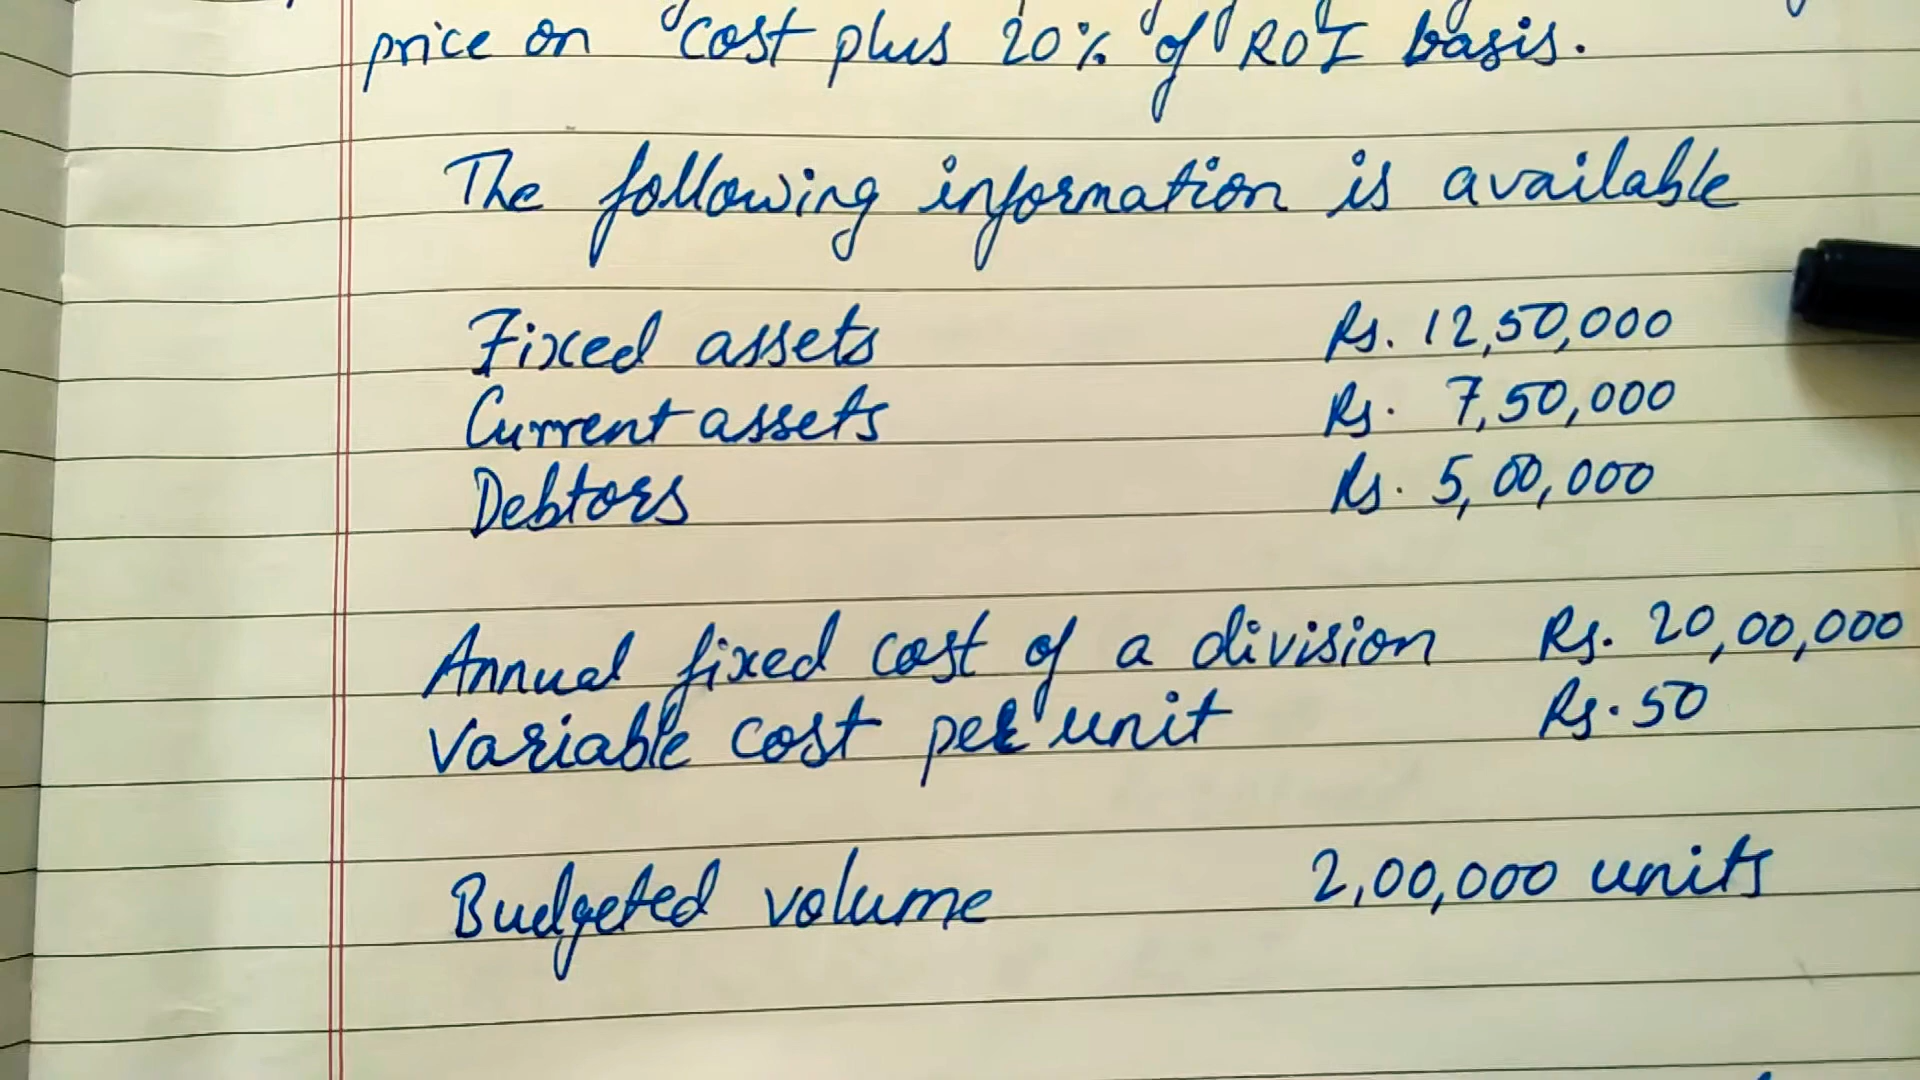 price on "cost plus 20% of ROI basis.
The following information is available
Fixed assets Rs. 12,50,000
Current assets Rs. 7,50,000
Debtors Rs. 5,00,000
Annual fixed cost of a division Rs. 20,00,000
Variable cost per unit Rs. 50
Budgeted volume 2,00,000 units